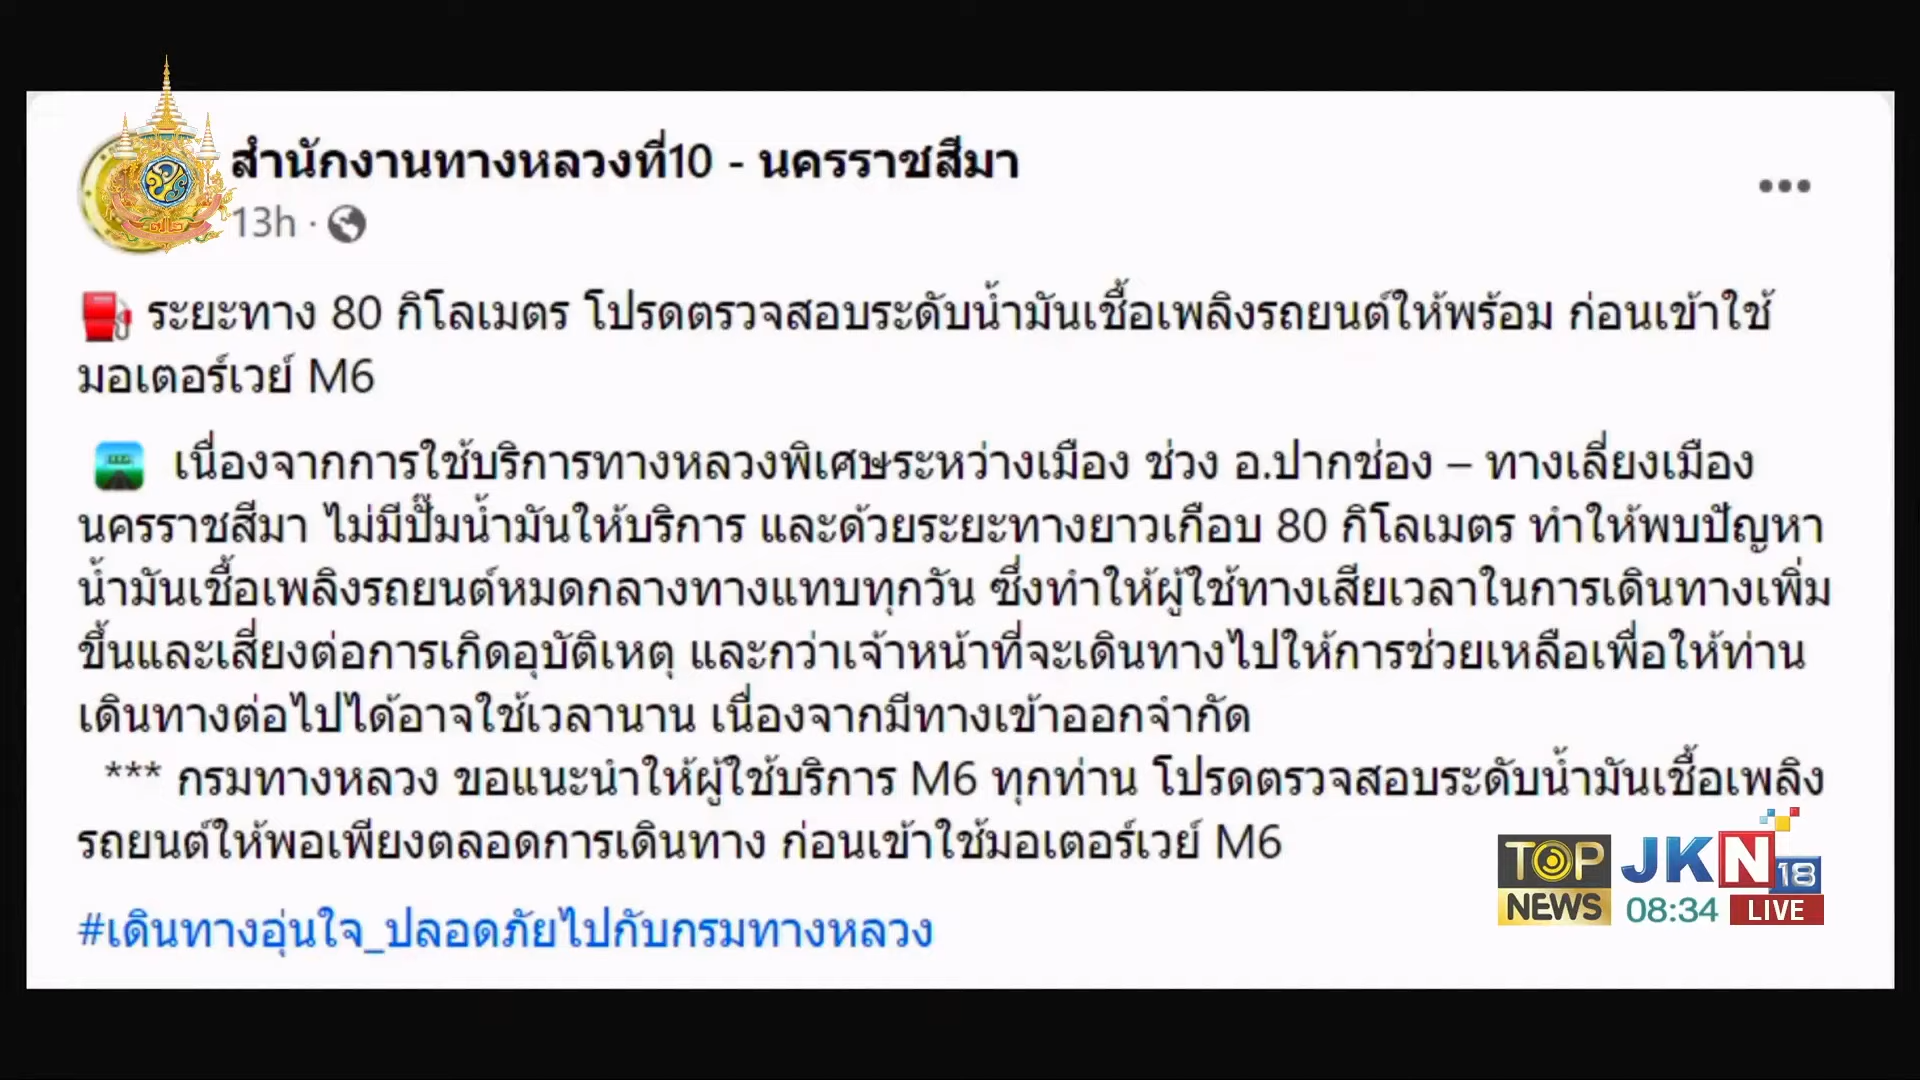 สำนักงานทางหลวงที่10 - นครราชสีมา
13h ·
ระยะทาง 80 กิโลเมตร โปรดตรวจสอบระดับน้ำมันเชื้อเพลิงรถยนต์ให้พร้อม ก่อนเข้าใช้
มอเตอร์เวย์ M6
เนื่องจากการใช้บริการทางหลวงพิเศษระหว่างเมือง ช่วง อ.ปากช่อง – ทางเลี่ยงเมือง
นครราชสีมา ไม่มีปั๊มน้ำมันให้บริการ และด้วยระยะทางยาวเกือบ 80 กิโลเมตร ทำให้พบปัญหา
น้ำมันเชื้อเพลิงรถยนต์หมดกลางทางแทบทุกวัน ซึ่งทำให้ผู้ใช้ทางเสียเวลาในการเดินทางเพิ่ม
ขึ้นและเสี่ยงต่อการเกิดอุบัติเหตุ และกว่าเจ้าหน้าที่จะเดินทางไปให้การช่วยเหลือเพื่อให้ท่าน
เดินทางต่อไปได้อาจใช้เวลานาน เนื่องจากมีทางเข้าออกจำกัด
*** กรมทางหลวง ขอแนะนำให้ผู้ใช้บริการ M6 ทุกท่าน โปรดตรวจสอบระดับน้ำมันเชื้อเพลิง
รถยนต์ให้พอเพียงตลอดการเดินทาง ก่อนเข้าใช้มอเตอร์เวย์ M6
#เดินทางอุ่นใจ_ปลอดภัยไปกับกรมทางหลวง
TOP NEWS
JKN 18
08:34 LIVE